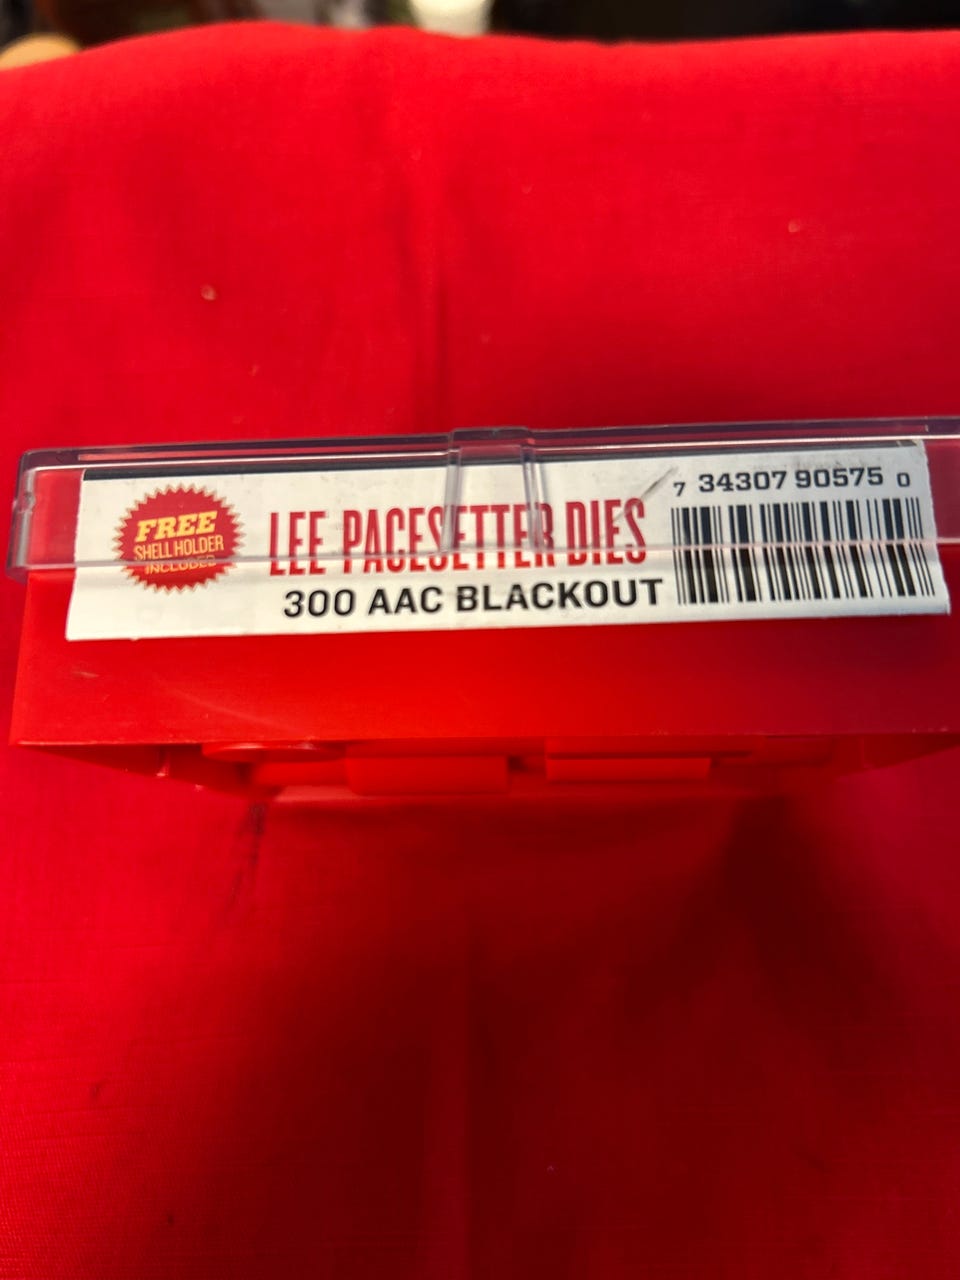 FREE
SHELL HOLDER
INCLUDED
LEE PACESETTER DIES
300 AAC BLACKOUT
7 34307 90575 0